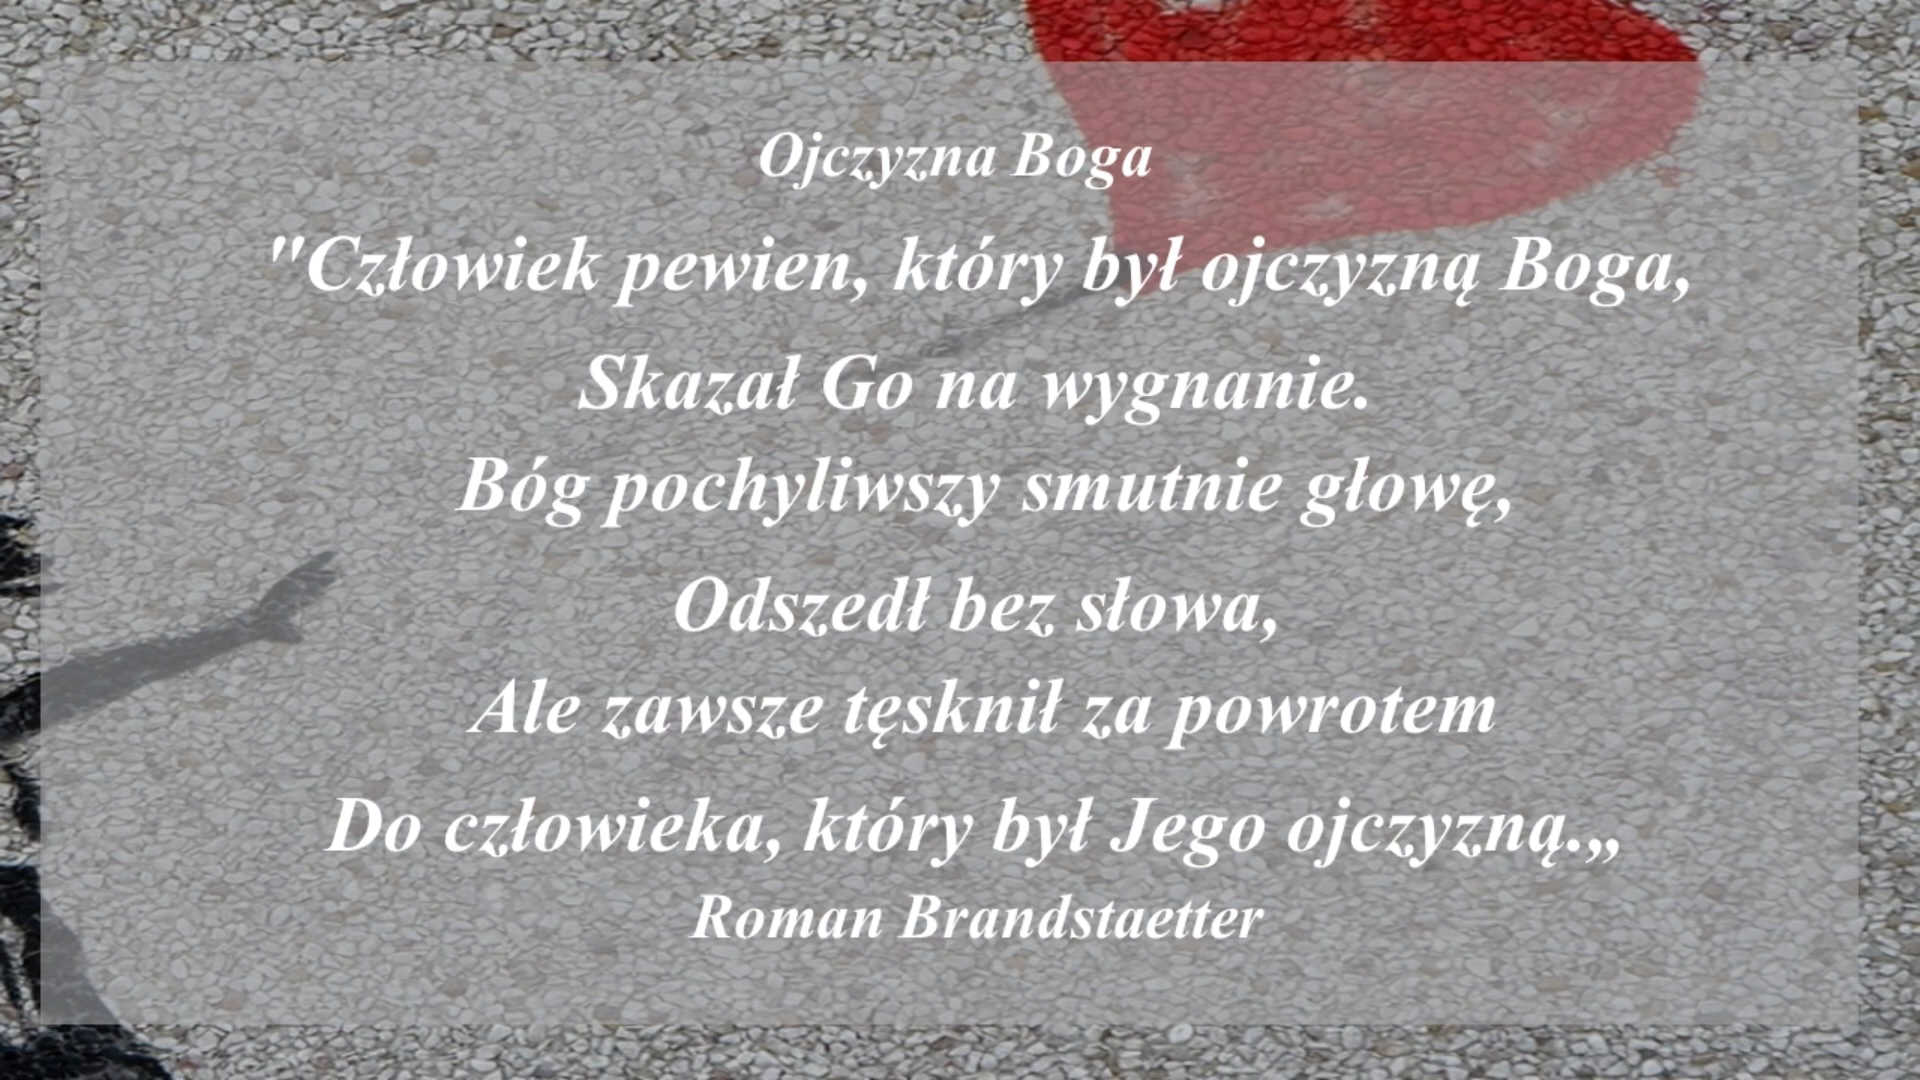 Ojczyzna Boga
"Człowiek pewien, który był ojczyzną Boga,
Skazał Go na wygnanie.
Bóg pochyliwszy smutnie głowę,
Odszedł bez słowa,
Ale zawsze tęsknił za powrotem
Do człowieka, który był Jego ojczyzną.„
Roman Brandstaetter